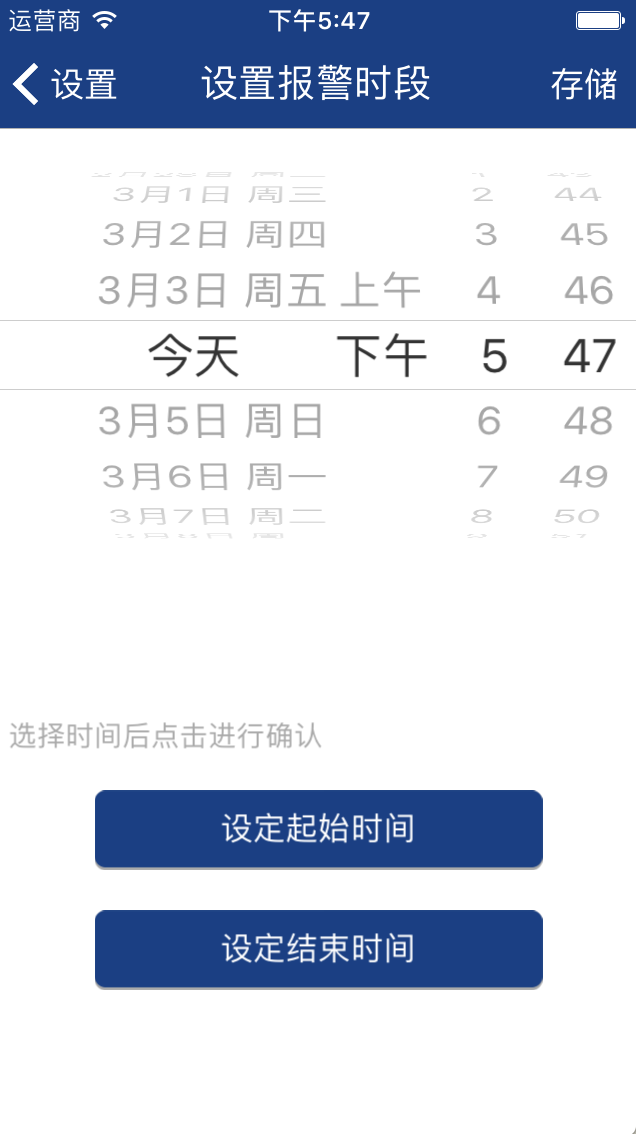 运营商 下午5:47
设置 设置报警时段 存储
3月1日 周三 2 44
3月2日 周四 3 45
3月3日 周五 上午 4 46
今天 下午 5 47
3月5日 周日 6 48
3月6日 周一 7 49
3月7日 周二 8 50
选择时间后点击进行确认
设定起始时间
设定结束时间